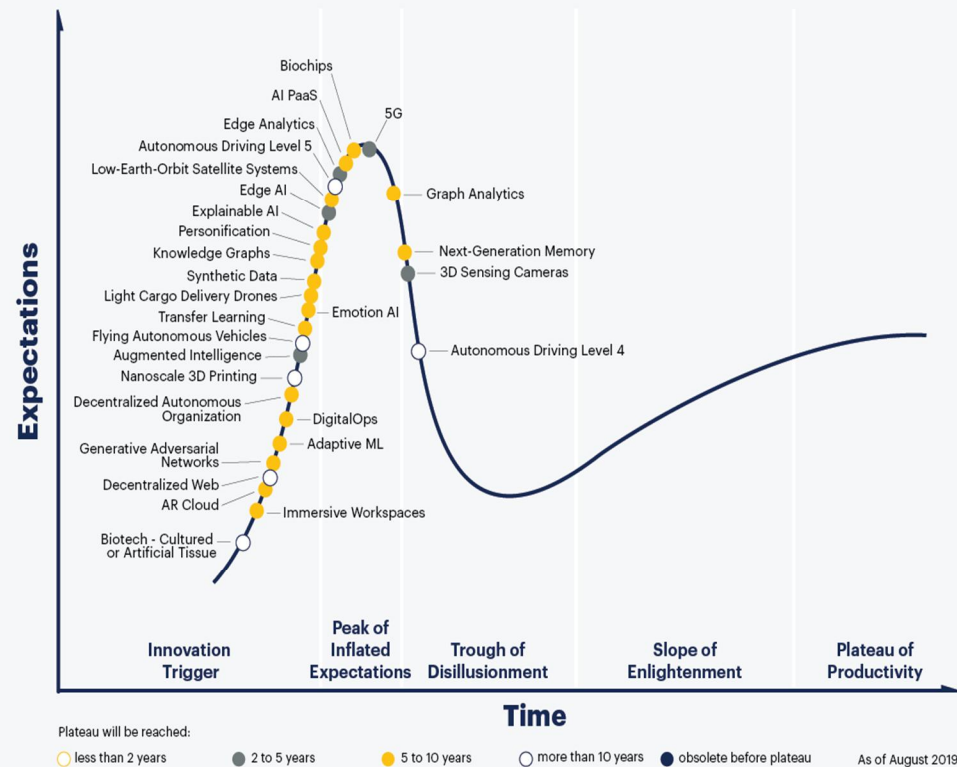 Biochips
AI PaaS
5G
Edge Analytics
Autonomous Driving Level 5
Low-Earth-Orbit Satellite Systems
Edge AI
Graph Analytics
Explainable AI
Personification
Knowledge Graphs
Next-Generation Memory
Synthetic Data
3D Sensing Cameras
Light Cargo Delivery Drones
Transfer Learning
Emotion AI
Flying Autonomous Vehicles
Augmented Intelligence
Autonomous Driving Level 4
Nanoscale 3D Printing
Decentralized Autonomous
Organization
DigitalOps
Adaptive ML
Generative Adversarial
Networks
Decentralized Web
AR Cloud
Immersive Workspaces
Biotech - Cultured
or Artificial Tissue
Expectations
Innovation
Trigger
Peak of
Inflated
Expectations
Trough of
Disillusionment
Slope of
Enlightenment
Plateau of
Productivity
Time
Plateau will be reached:
less than 2 years
2 to 5 years
5 to 10 years
more than 10 years
obsolete before plateau
As of August 2019